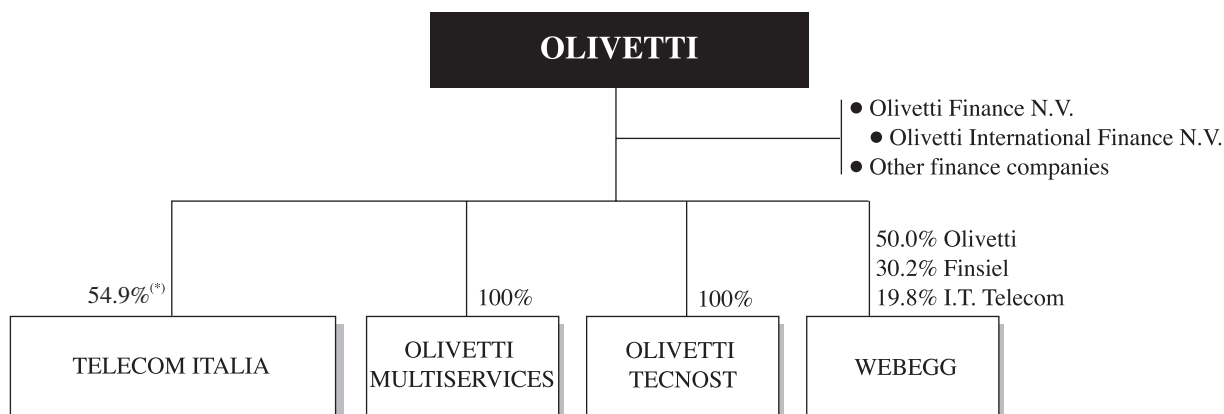 OLIVETTI
● Olivetti Finance N.V.
● Olivetti International Finance N.V.
● Other finance companies
50.0% Olivetti
30.2% Finsiel
19.8% I.T. Telecom
54.9%(*)
100%
100%
TELECOM ITALIA
OLIVETTI
MULTISERVICES
OLIVETTI
TECNOST
WEBEGG